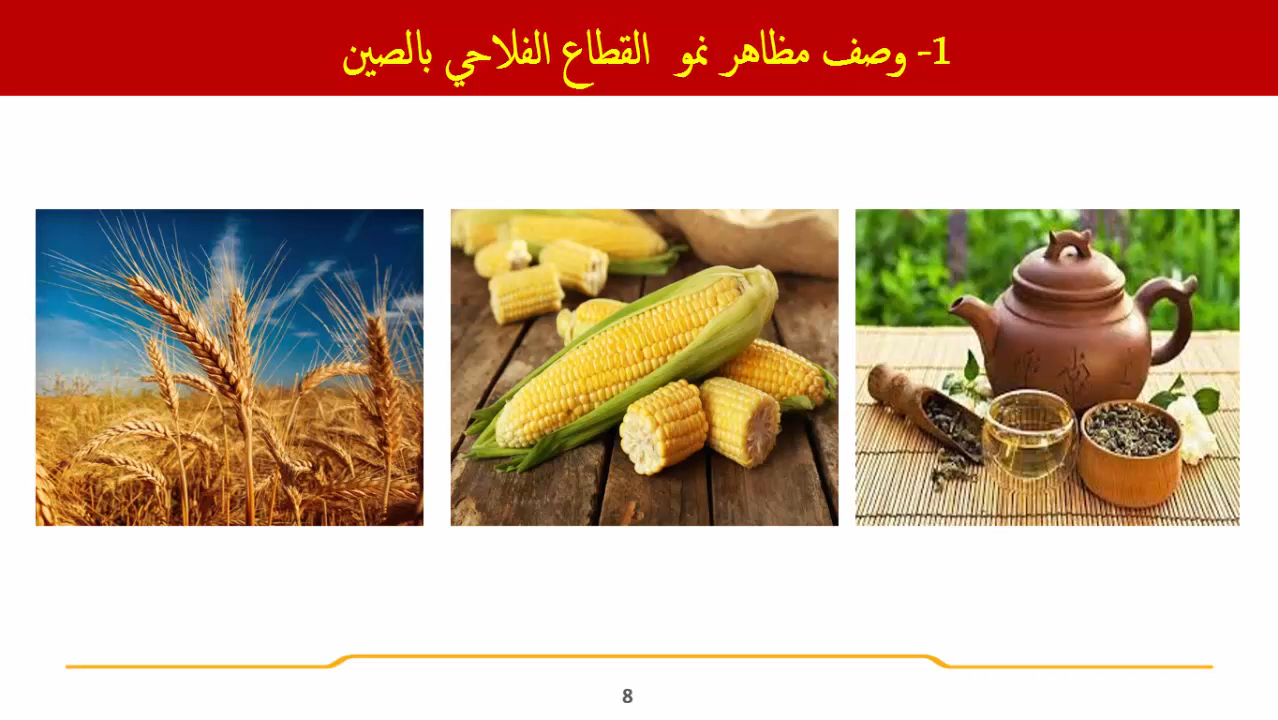 1- وصف مظاهر نمو القطاع الفلاحي بالصين
8